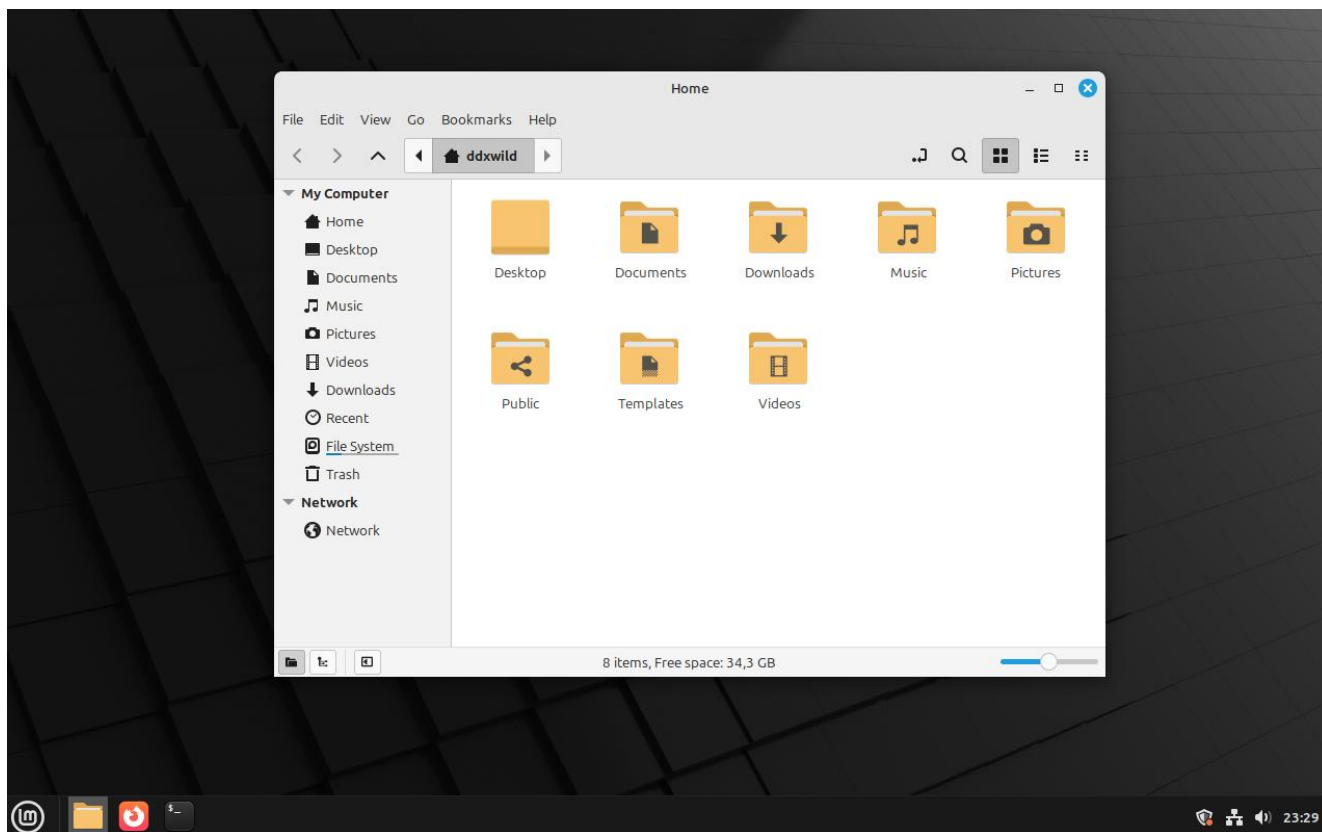 Home
File Edit View Go Bookmarks Help
ddxwild
My Computer
Home
Desktop
Documents
Music
Pictures
Videos
Downloads
Recent
File System
Trash
Network
Network
Desktop Documents Downloads Music Pictures
Public Templates Videos
8 items, Free space: 34,3 GB
$_
23:29